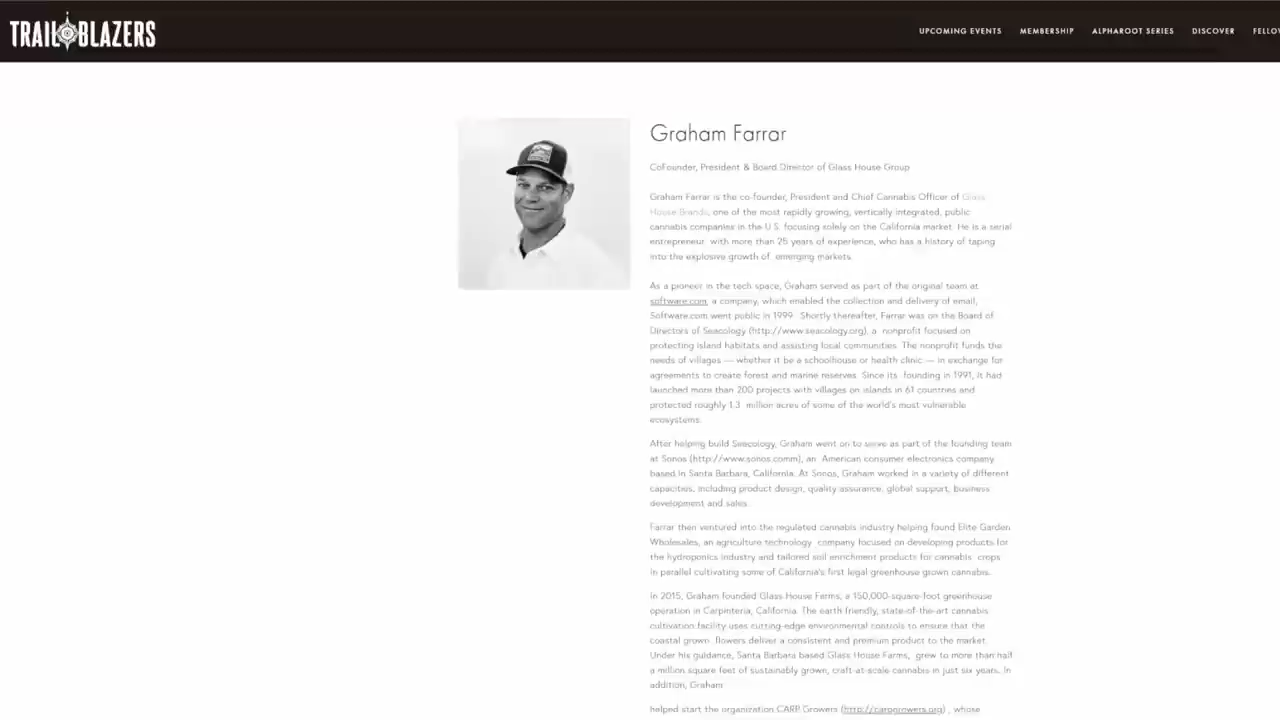 TRAIL BLAZERS
UPCOMING EVENTS MEMBERSHIP ALPHAROOT SERIES DISCOVER FELLOW
Graham Farrar
CoFounder, President & Board Director of Glass House Group
Graham Farrar is the co-founder, President and Chief Cannabis Officer of Glass
House Brands, one of the most rapidly growing, vertically integrated, public
cannabis companies in the U.S. focusing solely on the California market. He is a serial
entrepreneur with more than 25 years of experience, who has a history of taping
into the explosive growth of emerging markets.
As a pioneer in the tech space, Graham served as part of the original team at
software.com, a company, which enabled the collection and delivery of email,
Software.com went public in 1999. Shortly thereafter, Farrar was on the Board of
Directors of Seacology (http://www.seacology.org), a nonprofit focused on
protecting island habitats and assisting local communities. The nonprofit funds the
needs of villages — whether it be a schoolhouse or health clinic — in exchange for
agreements to create forest and marine reserves. Since its founding in 1991, it had
launched more than 200 projects with villages on islands in 61 countries and
protected roughly 1.3 million acres of some of the world's most vulnerable
ecosystems.
After helping build Seacology, Graham went on to serve as part of the founding team
at Sonos (http://www.sonos.comm), an American consumer electronics company
based in Santa Barbara, California. At Sonos, Graham worked in a variety of different
capacities, including product design, quality assurance, global support, business
development and sales.
Farrar then ventured into the regulated cannabis industry helping found Elite Garden
Wholesales, an agriculture technology company focused on developing products for
the hydroponics industry and tailored soil enrichment products for cannabis crops
in parallel cultivating some of California's first legal greenhouse grown cannabis.
In 2015, Graham founded Glass House Farms, a 150,000-square-foot greenhouse
operation in Carpinteria, California. The earth friendly, state-of-the-art cannabis
cultivation facility uses cutting-edge environmental controls to ensure that the
coastal grown flowers deliver a consistent and premium product to the market.
Under his guidance, Santa Barbara based Glass House Farms, grew to more than half
a million square feet of sustainably grown, craft-at-scale cannabis in just six years. In
addition, Graham
helped start the organization CARP Growers (http://carpgrowers.org) , whose